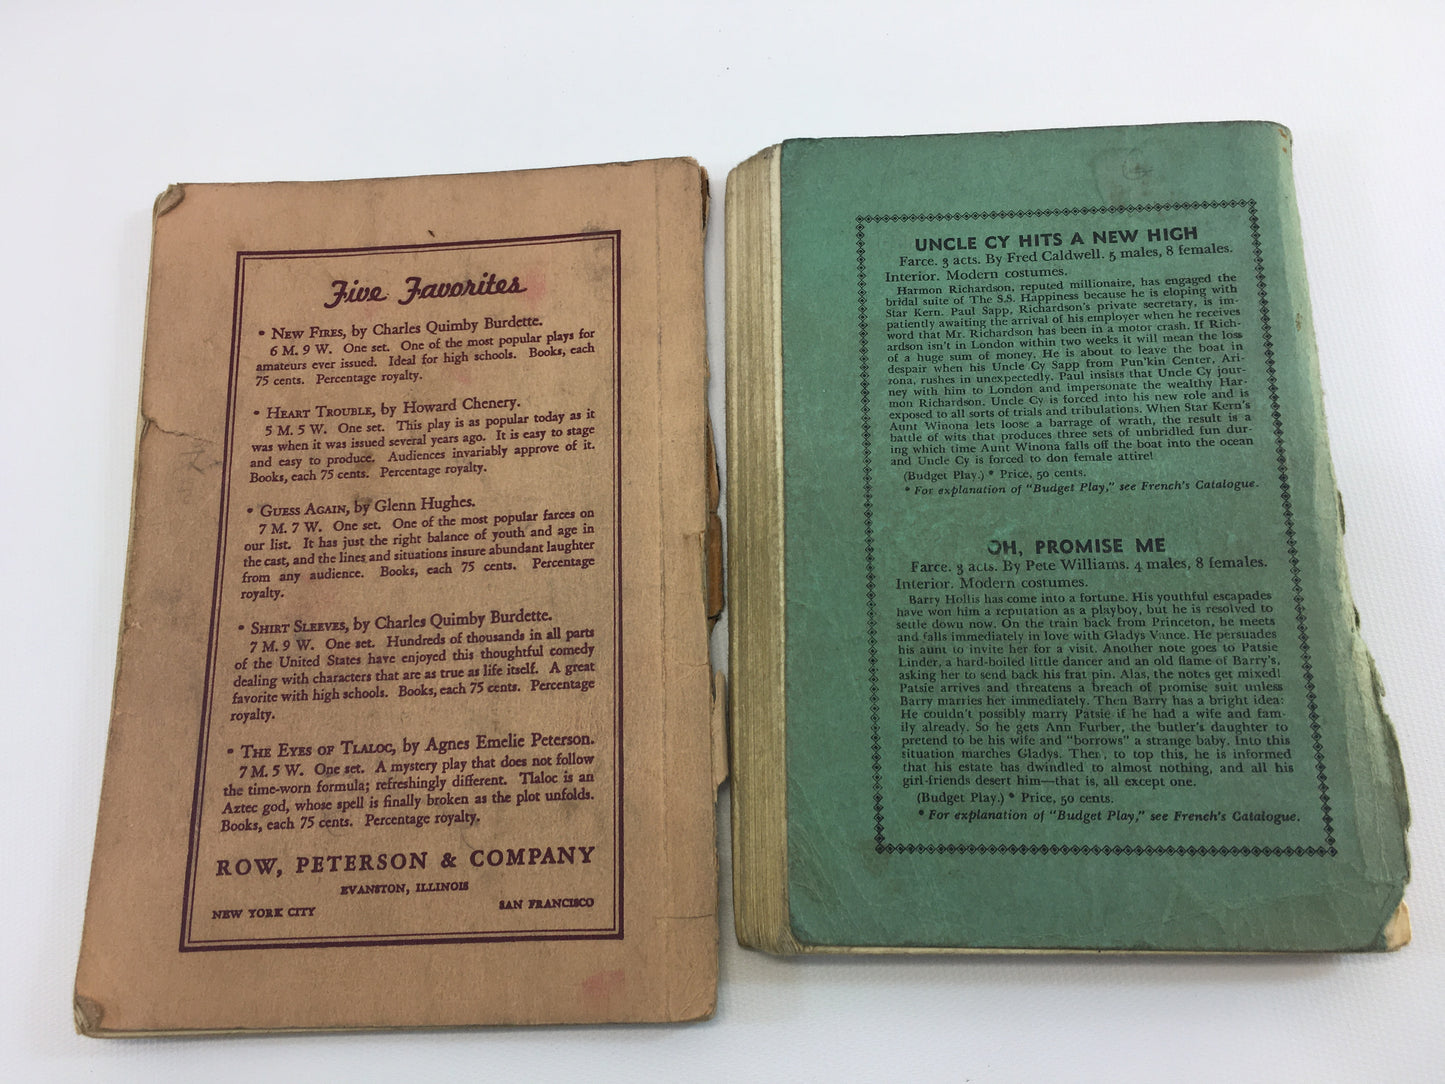 Five Favorites
• NEW FIRES, by Charles Quimby Burdette.
6 M. 9 W. One set. One of the most popular plays for
amateurs ever issued. Ideal for high schools. Books, each
75 cents. Percentage royalty.
• HEART TROUBLE, by Howard Chenery.
5 M. 5 W. One set. This play is as popular today as it
was when it was issued several years ago. It is easy to stage
and easy to produce. Audiences invariably approve of it.
Books, each 75 cents. Percentage royalty.
• GUESS AGAIN, by Glenn Hughes.
7 M. 7 W. One set. One of the most popular farces on
our list. It has just the right balance of youth and age in
the cast, and the lines and situations insure abundant laughter
from any audience. Books, each 75 cents. Percentage
royalty.
• SHIRT SLEEVES, by Charles Quimby Burdette.
7 M. 9 W. One set. Hundreds of thousands in all parts
of the United States have enjoyed this thoughtful comedy
dealing with characters that are as true as life itself. A great
favorite with high schools. Books, each 75 cents. Percentage
royalty.
• THE EYES OF TLALOC, by Agnes Emelie Peterson.
7 M. 5 W. One set. A mystery play that does not follow
the time-worn formula; refreshingly different. Tlaloc is an
Aztec god, whose spell is finally broken as the plot unfolds.
Books, each 75 cents. Percentage royalty.
ROW, PETERSON & COMPANY
EVANSTON, ILLINOIS
NEW YORK CITY SAN FRANCISCO
UNCLE CY HITS A NEW HIGH
Farce. 3 acts. By Fred Caldwell. 5 males, 8 females.
Interior. Modern costumes.
Harmon Richardson, reputed millionaire, has engaged the
bridal suite of The S.S. Happiness because he is eloping with
Star Kern. Paul Sapp, Richardson's private secretary, is im-
patiently awaiting the arrival of his employer when he receives
word that Mr. Richardson has been in a motor crash. If Rich-
ardson isn't in London within two weeks it will mean the loss
of a huge sum of money. He is about to leave the boat in
despair when his Uncle Cy Sapp from Pun'kin Center, Ari-
zona, rushes in unexpectedly. Paul insists that Uncle Cy jour-
ney with him to London and impersonate the wealthy Har-
mon Richardson. Uncle Cy is forced into his new role and is
exposed to all sorts of trials and tribulations. When Star Kern's
Aunt Winona lets loose a barrage of wrath, the result is a
battle of wits that produces three sets of unbridled fun dur-
ing which time Aunt Winona falls off the boat into the ocean
and Uncle Cy is forced to don female attire!
(Budget Play.) * Price, 50 cents.
* For explanation of "Budget Play," see French's Catalogue.
OH, PROMISE ME
Farce. 3 acts. By Pete Williams. 4 males, 8 females.
Interior. Modern costumes.
Barry Hollis has come into a fortune. His youthful escapades
have won him a reputation as a playboy, but he is resolved to
settle down now. On the train back from Princeton, he meets
and falls immediately in love with Gladys Vance. He persuades
his aunt to invite her for a visit. Another note goes to Patsie
Linder, a hard-boiled little dancer and an old flame of Barry's,
asking her to send back his frat pin. Alas, the notes get mixed!
Patsie arrives and threatens a breach of promise suit unless
Barry marries her immediately. Then Barry has a bright idea:
He couldn't possibly marry Patsie if he had a wife and fam-
ily already. So he gets Ann Furber, the butler's daughter to
pretend to be his wife and "borrows" a strange baby. Into this
situation marches Gladys. Then, to top this, he is informed
that his estate has dwindled to almost nothing, and all his
girl-friends desert him—that is, all except one.
(Budget Play.) * Price, 50 cents.
* For explanation of "Budget Play," see French's Catalogue.